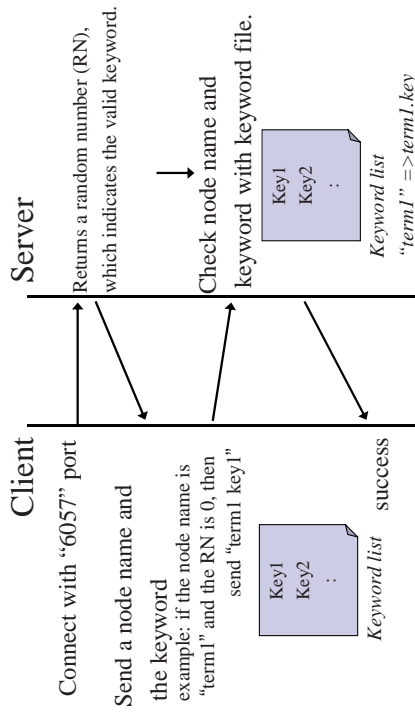 Client
Connect with “6057” port
Send a node name and
the keyword
example: if the node name is
“term1” and the RN is 0, then
send “term1 key1”
Key1
Key2
:
Keyword list
success
Server
Returns a random number (RN),
which indicates the valid keyword.
Check node name and
keyword with keyword file.
Key1
Key2
:
Keyword list
“term1” =>term1.key